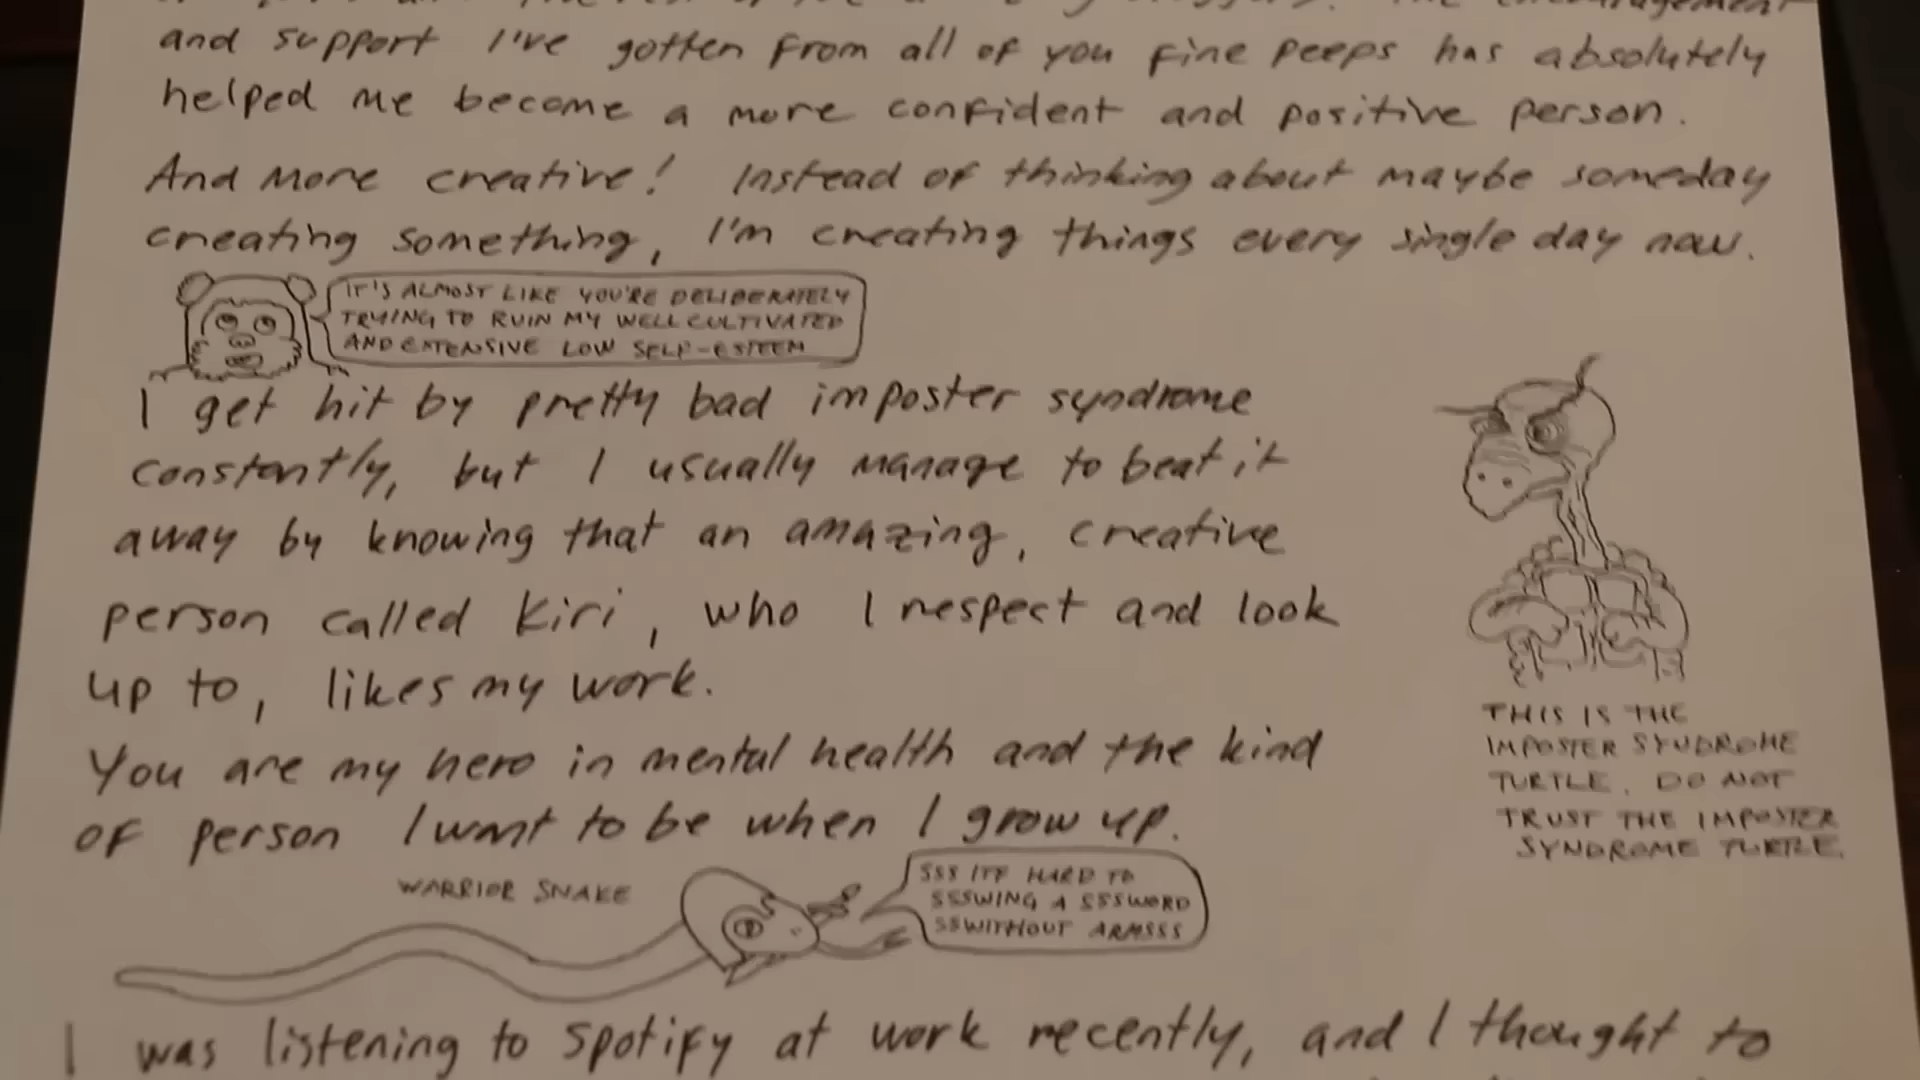 encouragement
and support I've gotten from all of you fine peeps has absolutely
helped me become a more confident and positive person.
And more creative! Instead of thinking about maybe someday
creating something, I'm creating things every single day now.
IT'S ALMOST LIKE YOU'RE DELIBERATELY
TRYING TO RUIN MY WELL CULTIVATED
AND EXTENSIVE LOW SELF-ESTEEM
I get hit by pretty bad imposter syndrome
constantly, but I usually manage to beat it
away by knowing that an amazing, creative
person called Kiri, who I respect and look
up to, likes my work.
You are my hero in mental health and the kind
of person I want to be when I grow up.
THIS IS THE
IMPOSTER SYNDROME
TURTLE. DO NOT
TRUST THE IMPOSTER
SYNDROME TURTLE.
WARRIOR SNAKE
SSS ITF HARD TO
SSSWING A SSSWORD
SSWITHOUT ARMSSS
I was listening to Spotify at work recently, and I thought to